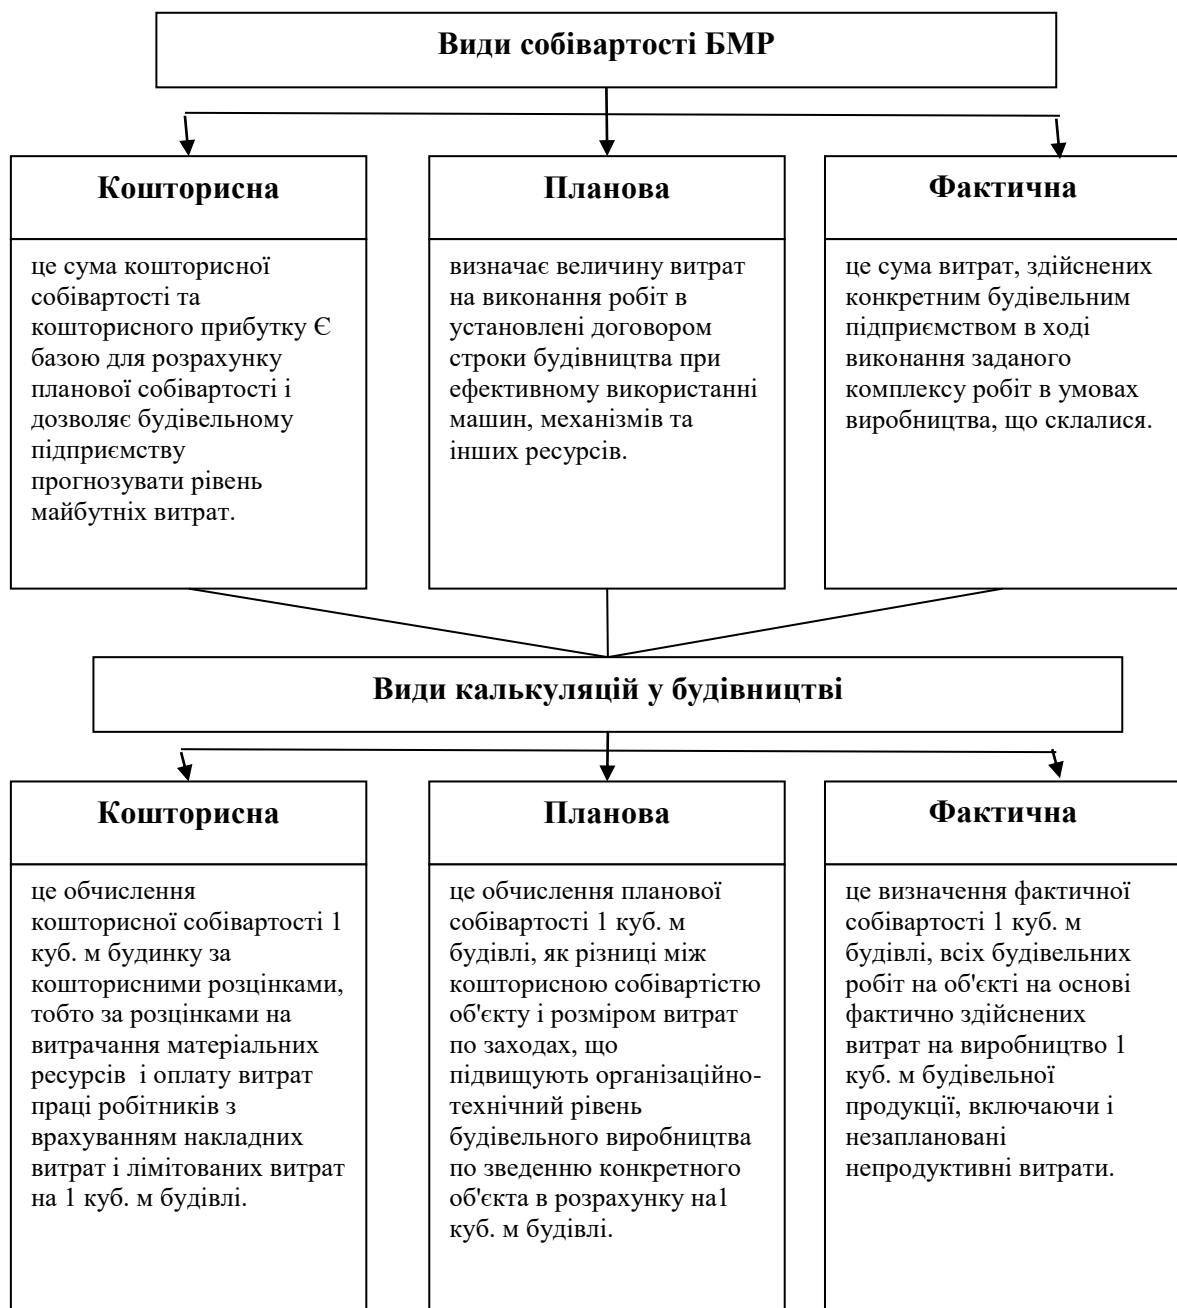 Види собівартості БМР
Кошторисна
це сума кошторисної
собівартості та
кошторисного прибутку Є
базою для розрахунку
планової собівартості і
дозволяє будівельному
підприємству
прогнозувати рівень
майбутніх витрат.
Планова
визначає величину витрат
на виконання робіт в
установлені договором
строки будівництва при
ефективному використанні
машин, механізмів та
інших ресурсів.
Фактична
це сума витрат, здійснених
конкретним будівельним
підприємством в ході
виконання заданого
комплексу робіт в умовах
виробництва, що склалися.
Види калькуляцій у будівництві
Кошторисна
це обчислення
кошторисної собівартості 1
куб. м будинку за
кошторисними розцінками,
тобто за розцінками на
витрачання матеріальних
ресурсів  і оплату витрат
праці робітників з
врахуванням накладних
витрат і лімітованих витрат
на 1 куб. м будівлі.
Планова
це обчислення планової
собівартості 1 куб. м
будівлі, як різниці між
кошторисною собівартістю
об'єкту і розміром витрат
по заходах, що
підвищують організаційно-
технічний рівень
будівельного виробництва
по зведенню конкретного
об'єкта в розрахунку на1
куб. м будівлі.
Фактична
це визначення фактичної
собівартості 1 куб. м
будівлі, всіх будівельних
робіт на об'єкті на основі
фактично здійснених
витрат на виробництво 1
куб. м будівельної
продукції, включаючи і
незаплановані
непродуктивні витрати.